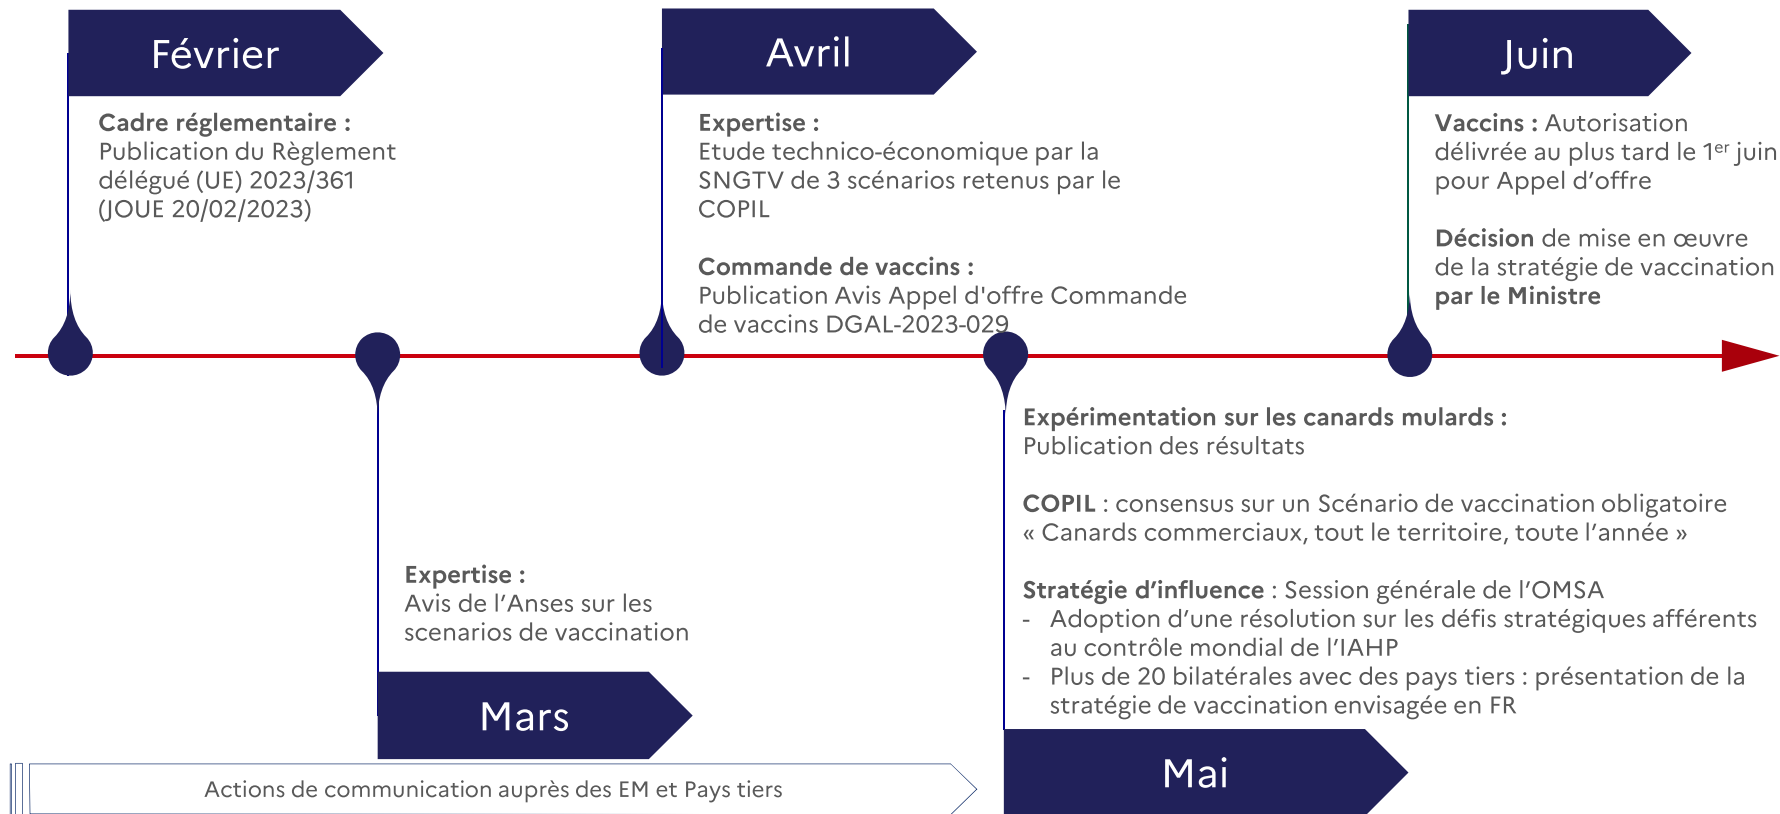 Février
Cadre réglementaire :
Publication du Règlement
délégué (UE) 2023/361
(JOUE 20/02/2023)
Avril
Expertise :
Etude technico-économique par la
SNGTV de 3 scénarios retenus par le
COPIL
Commande de vaccins :
Publication Avis Appel d'offre Commande
de vaccins DGAL-2023-029
Juin
Vaccins : Autorisation
délivrée au plus tard le 1er juin
pour Appel d’offre
Décision de mise en œuvre
de la stratégie de vaccination
par le Ministre
Expertise :
Avis de l’Anses sur les
scenarios de vaccination
Mars
Expérimentation sur les canards mulards :
Publication des résultats
COPIL : consensus sur un Scénario de vaccination obligatoire
« Canards commerciaux, tout le territoire, toute l’année »
Stratégie d’influence : Session générale de l’OMSA
- Adoption d’une résolution sur les défis stratégiques afférents
au contrôle mondial de l’IAHP
- Plus de 20 bilatérales avec des pays tiers : présentation de la
stratégie de vaccination envisagée en FR
Mai
Actions de communication auprès des EM et Pays tiers